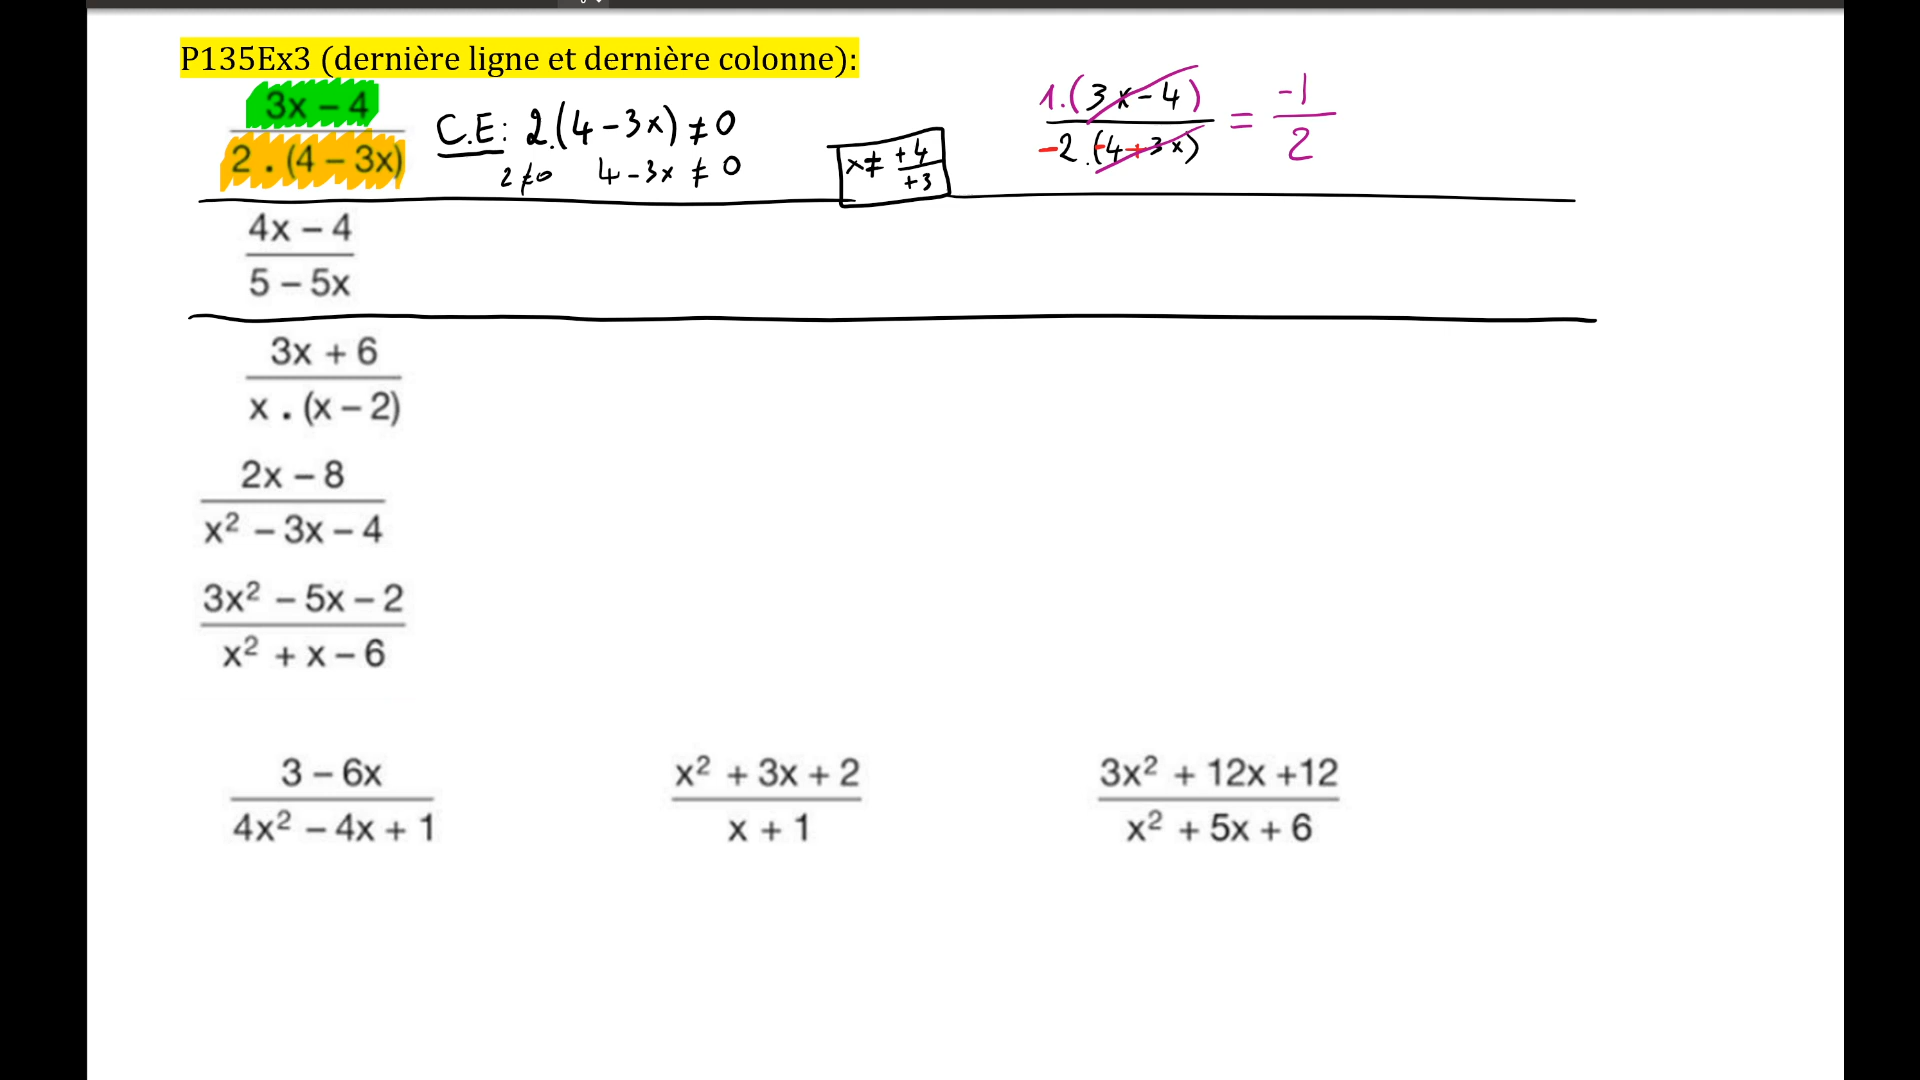 P135Ex3 (dernière ligne et dernière colonne):
3x – 4
2 . (4 – 3x)
C.E: 2.(4-3x) ≠ 0
2≠0 4-3x ≠ 0
x≠ +4
+3
1.(3x-4)
-2.(-4+3x)
= -1
2
4x – 4
5 – 5x
3x + 6
x . (x – 2)
2x – 8
x² – 3x – 4
3x² – 5x – 2
x² + x – 6
3 – 6x
4x² – 4x + 1
x² + 3x + 2
x + 1
3x² + 12x +12
x² + 5x + 6